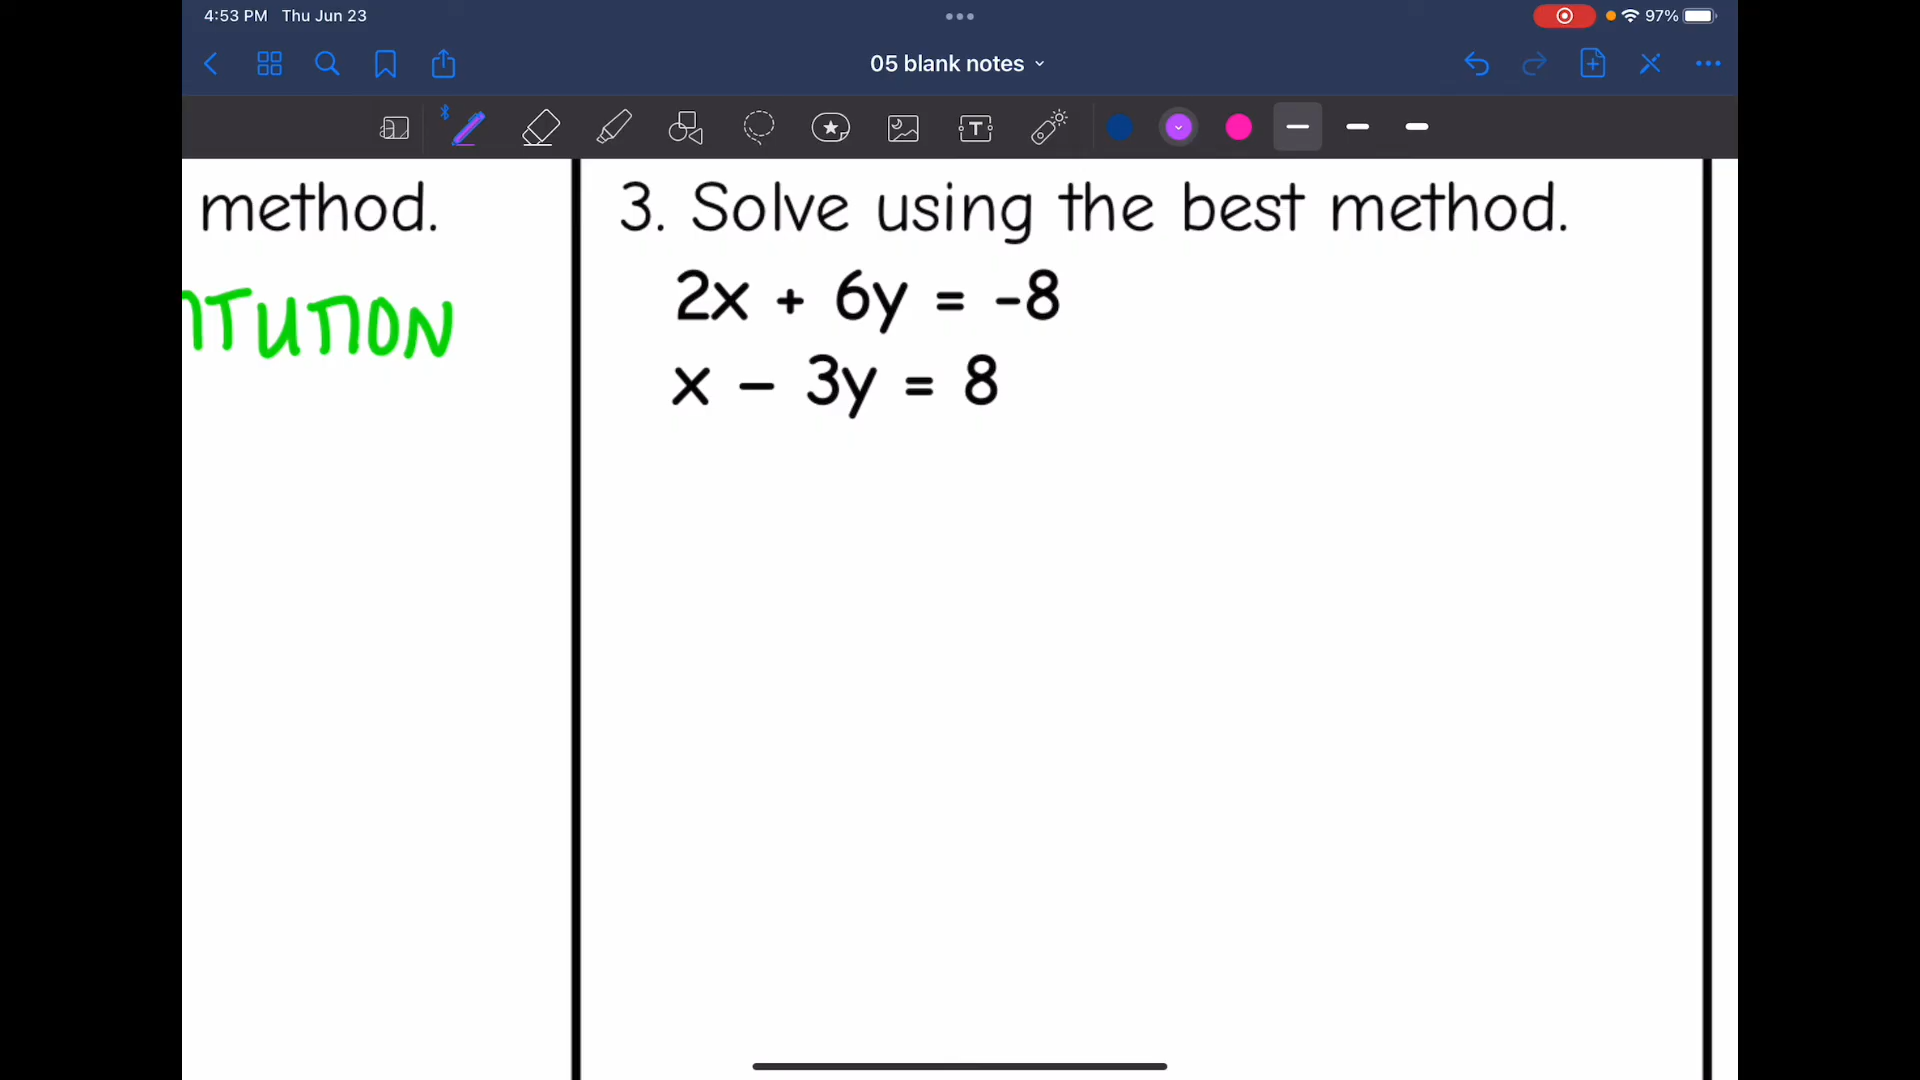 4:53 PM Thu Jun 23
97%
05 blank notes
method.
TUTION
3. Solve using the best method.
2x + 6y = -8
x – 3y = 8